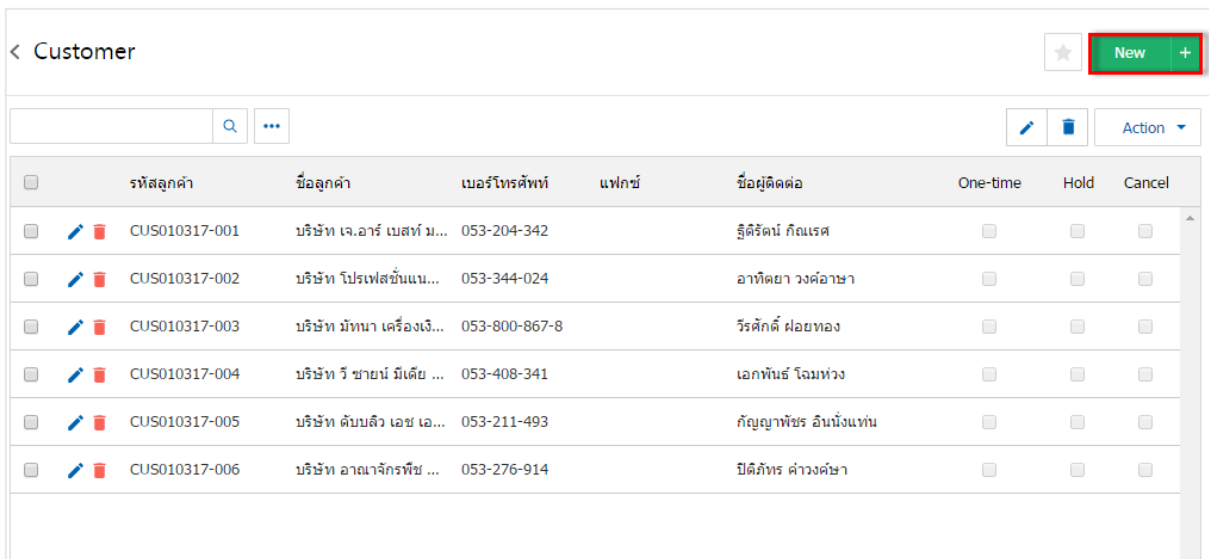 Customer
New +
Action
รหัสลูกค้า ชื่อลูกค้า เบอร์โทรศัพท์ แฟกซ์ ชื่อผู้ติดต่อ One-time Hold Cancel
CUS010317-001 บริษัท เจ.อาร์ เบสท์ ม... 053-204-342 ฐิติรัตน์ กิณเรศ
CUS010317-002 บริษัท โปรเฟสชั่นแน... 053-344-024 อาทิตยา วงค์อาษา
CUS010317-003 บริษัท มัทนา เครื่องเงิ... 053-800-867-8 วีรศักดิ์ ฝอยทอง
CUS010317-004 บริษัท วี ซายน์ มีเดีย ... 053-408-341 เอกพันธ์ โฉมห่วง
CUS010317-005 บริษัท ดับบลิว เอช เอ... 053-211-493 กัญญาพัชร อินนั่งแท่น
CUS010317-006 บริษัท อาณาจักรพืช ... 053-276-914 ปิติภัทร คำวงค์ษา